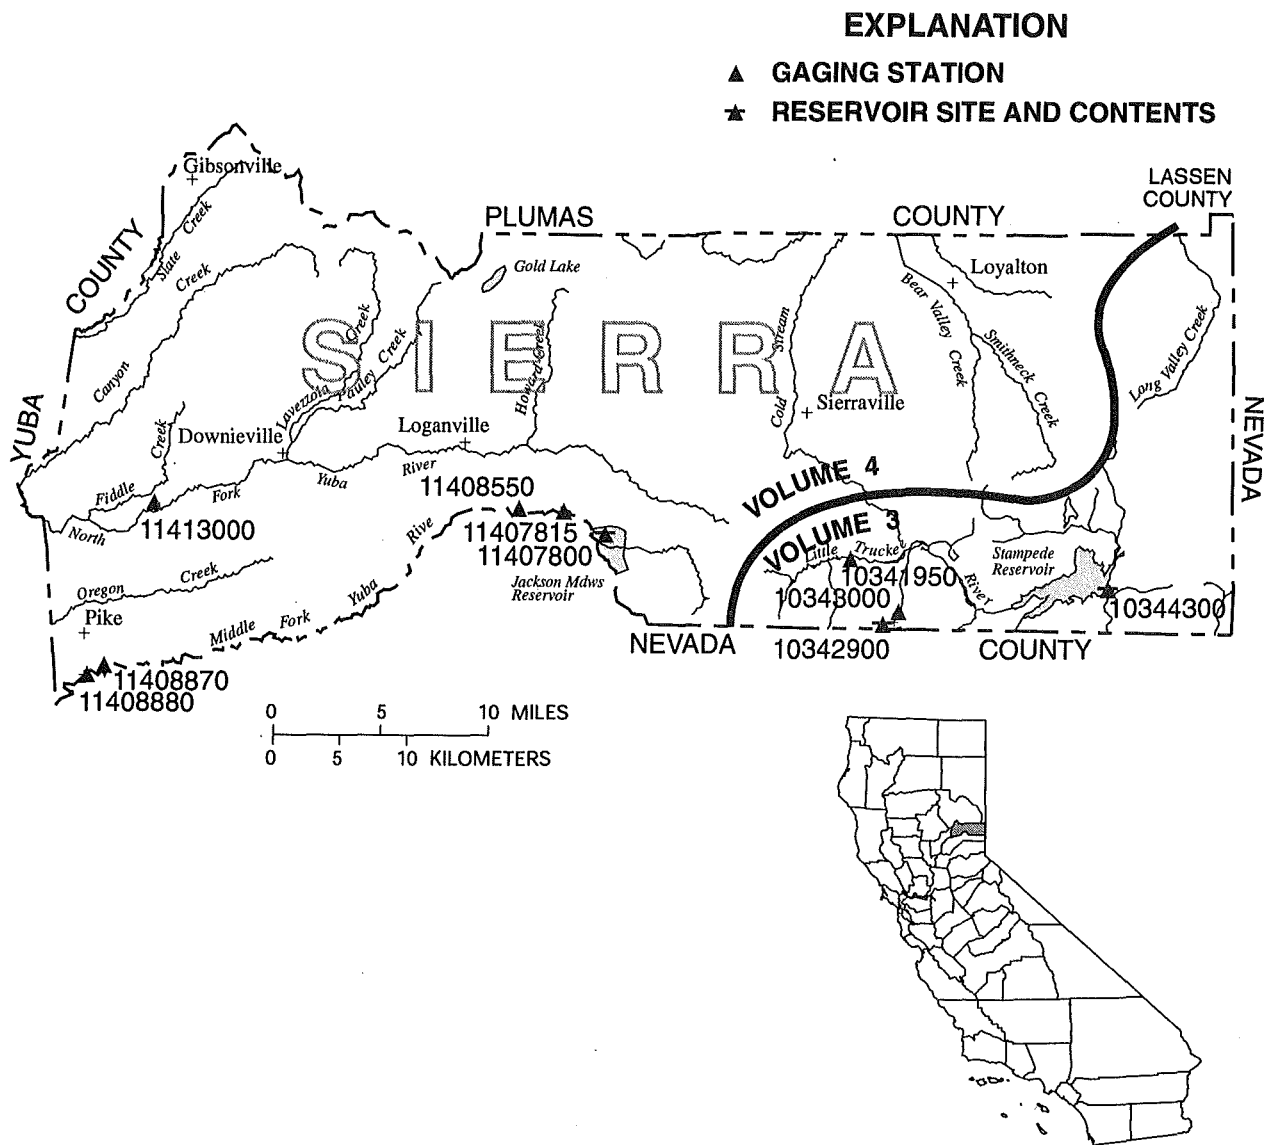 EXPLANATION
GAGING STATION
RESERVOIR SITE AND CONTENTS
LASSEN
COUNTY
Gibsonville
PLUMAS
COUNTY
COUNTY
Slate
Creek
Canyon
Creek
Gold Lake
Loyalton
SIERRA
Lavezzola
Creek
Pauley Creek
Howard Creek
Cold
Stream
Bear Valley Creek
Smithneck
Creek
Long Valley Creek
Sierraville
YUBA
Downieville
Loganville
NEVADA
Fiddle
Creek
North
Fork
Yuba
River
11413000
11408550
11407815
11407800
VOLUME 4
VOLUME 3
Little
Truckee
River
Stampede
Reservoir
10341950
10343000
10344300
10342900
Jackson Mdws
Reservoir
Oregon
Creek
Pike
Middle
Fork
Yuba
Rive
NEVADA
COUNTY
11408870
11408880
0
5
10 MILES
0
5
10 KILOMETERS